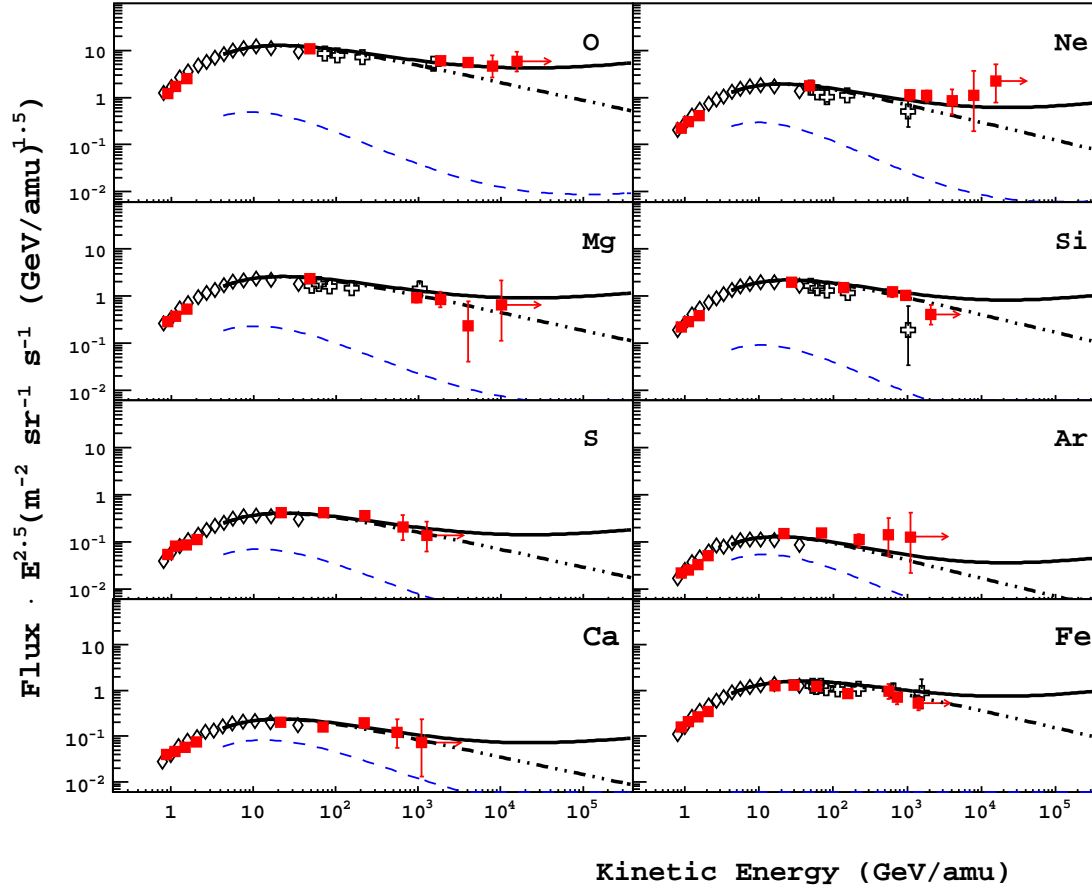 Flux · E^2.5 (m^-2 sr^-1 s^-1 (GeV/amu)^1.5)
10
1
10^-1
10^-2
O
Ne
10
1
10^-1
10^-2
Mg
Si
10
1
10^-1
10^-2
S
Ar
10
1
10^-1
10^-2
Ca
Fe
1 10 10^2 10^3 10^4 10^5
1 10 10^2 10^3 10^4 10^5
Kinetic Energy (GeV/amu)